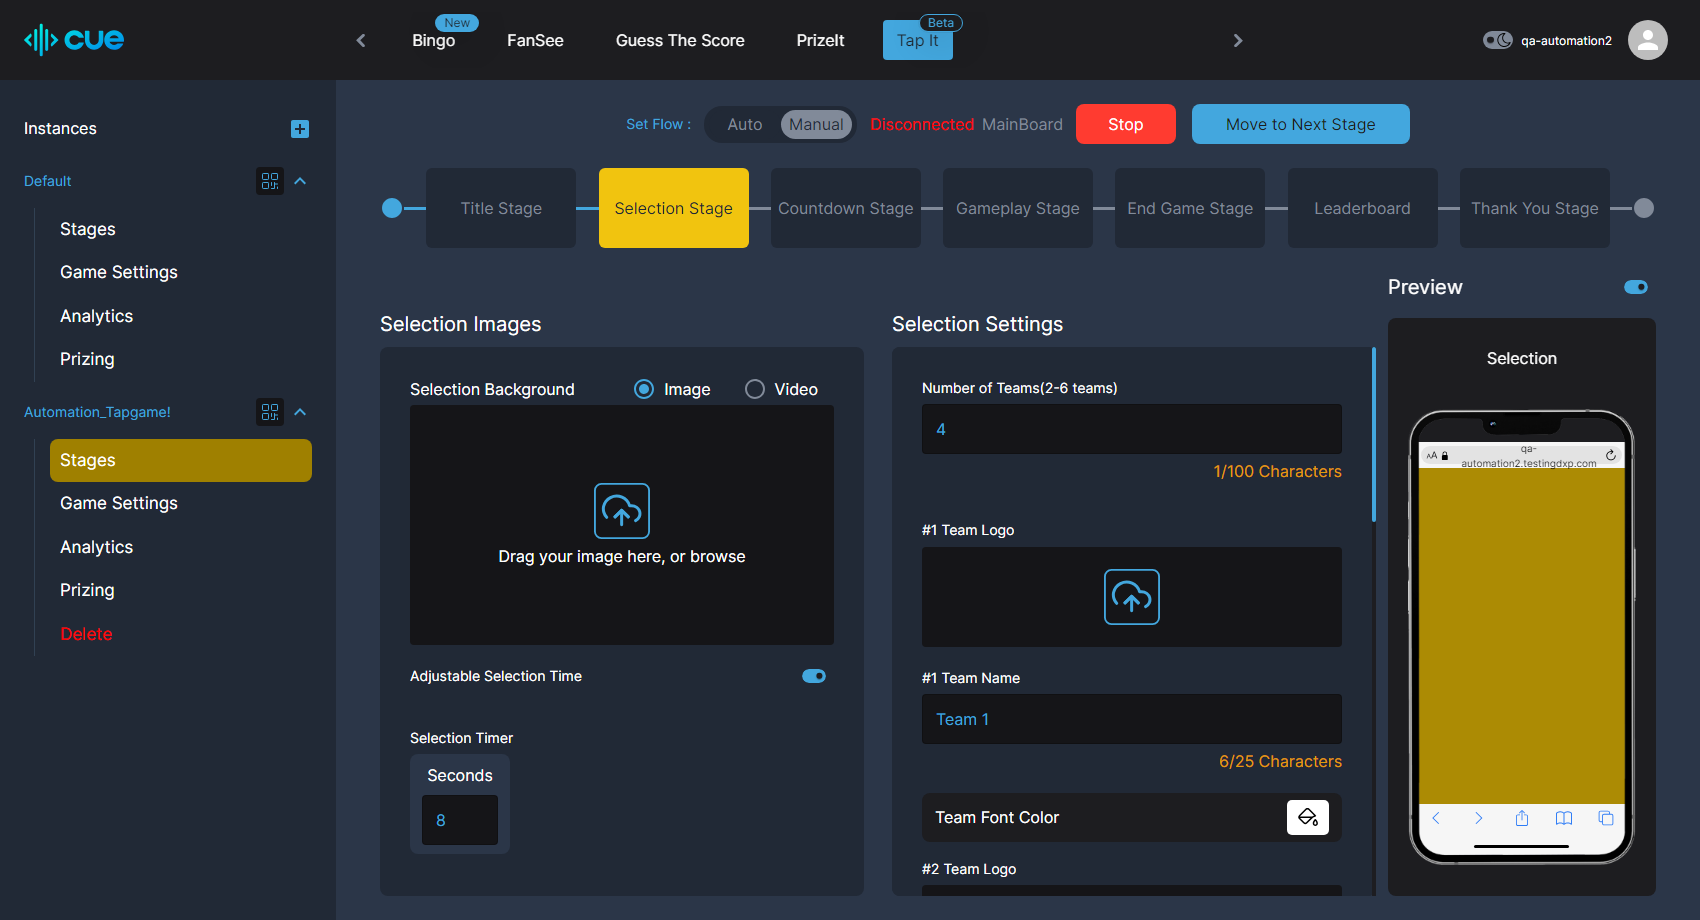 cue
New
Bingo
FanSee
Guess The Score
PrizeIt
Beta
Tap It
qa-automation2
Instances
Default
Stages
Game Settings
Analytics
Prizing
Automation_Tapgame!
Stages
Game Settings
Analytics
Prizing
Delete
Set Flow :
Auto
Manual
Disconnected MainBoard
Stop
Move to Next Stage
Title Stage
Selection Stage
Countdown Stage
Gameplay Stage
End Game Stage
Leaderboard
Thank You Stage
Selection Images
Selection Background
Image
Video
Drag your image here, or browse
Adjustable Selection Time
Selection Timer
Seconds
8
Selection Settings
Number of Teams(2-6 teams)
4
1/100 Characters
#1 Team Logo
#1 Team Name
Team 1
6/25 Characters
Team Font Color
#2 Team Logo
Preview
Selection
AA
qa-
automation2.testingdxp.com